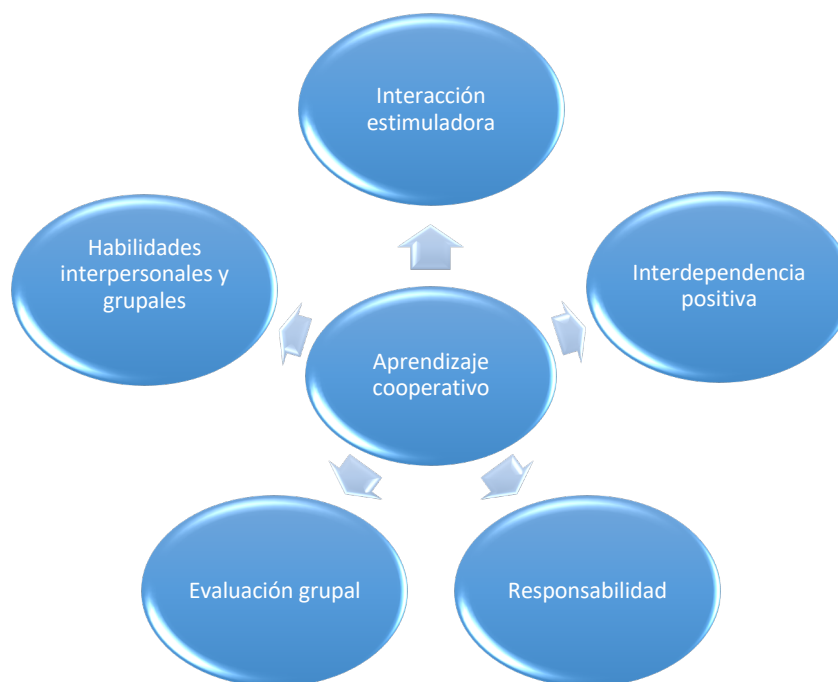 Interacción
estimuladora
Habilidades
interpersonales y
grupales
Interdependencia
positiva
Aprendizaje
cooperativo
Evaluación grupal
Responsabilidad